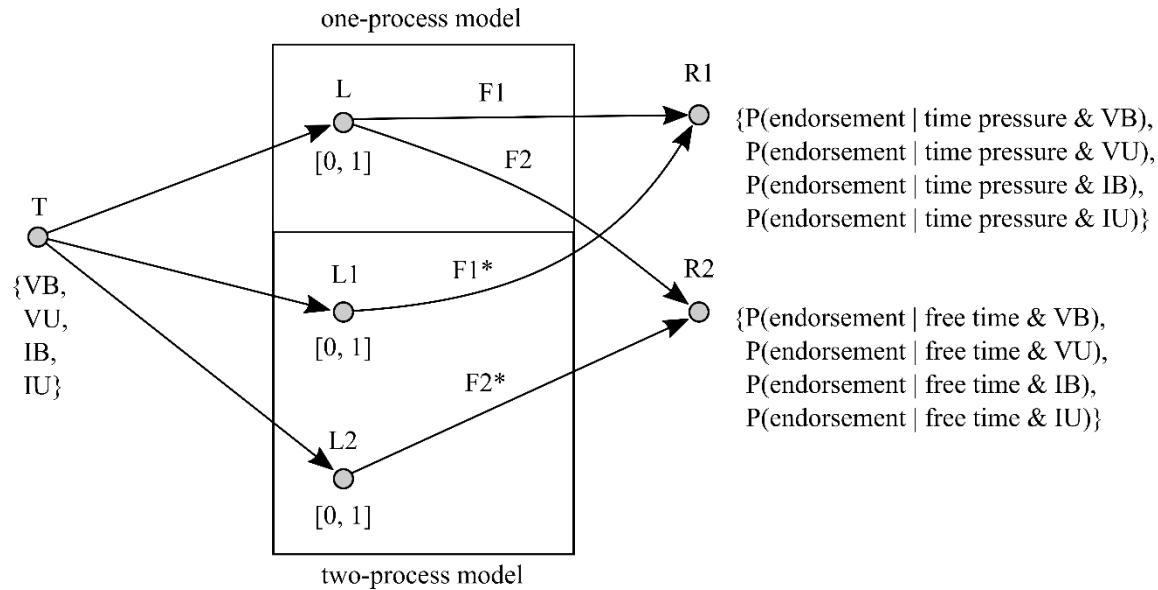 one-process model
L
F1
R1
[0, 1]
F2
{P(endorsement | time pressure & VB),
P(endorsement | time pressure & VU),
P(endorsement | time pressure & IB),
P(endorsement | time pressure & IU)}
T
{VB,
VU,
IB,
IU}
L1
F1*
R2
[0, 1]
{P(endorsement | free time & VB),
P(endorsement | free time & VU),
P(endorsement | free time & IB),
P(endorsement | free time & IU)}
F2*
L2
[0, 1]
two-process model